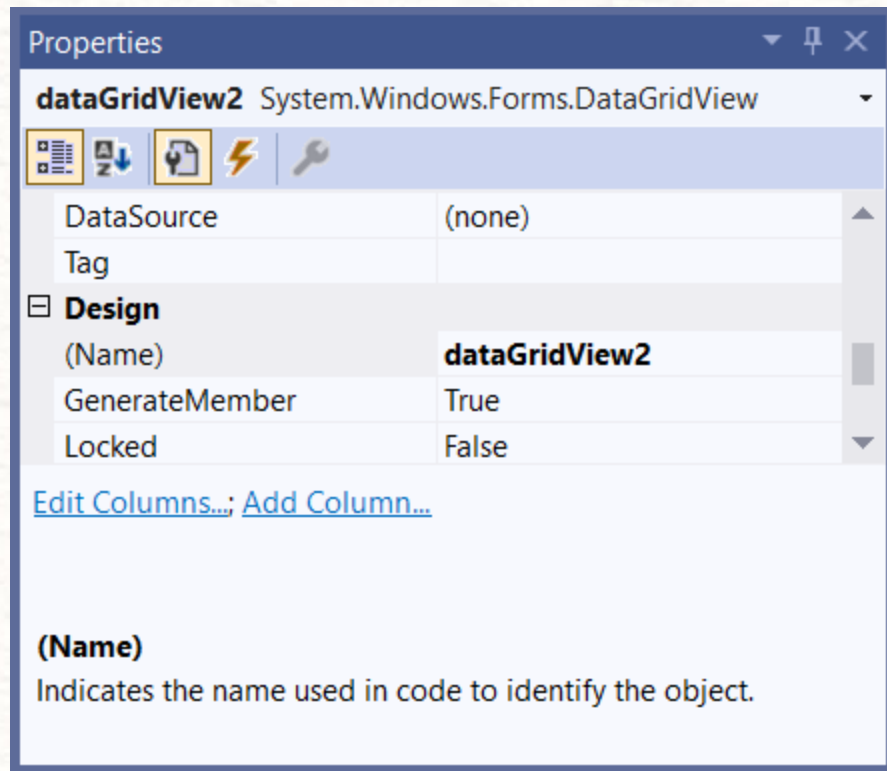 Properties
dataGridView2 System.Windows.Forms.DataGridView
DataSource (none)
Tag
Design
(Name) dataGridView2
GenerateMember True
Locked False
Edit Columns...; Add Column...
(Name)
Indicates the name used in code to identify the object.